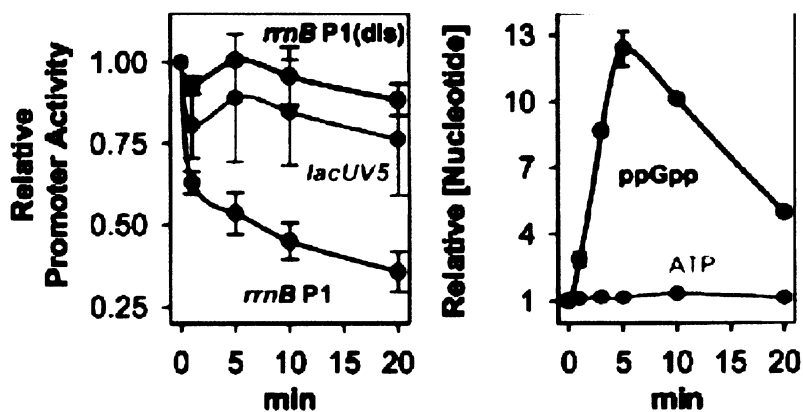 Relative
Promoter Activity
1.00
0.75
0.50
0.25
rrnB P1(dis)
lacUV5
rrnB P1
0 5 10 15 20
min
Relative [Nucleotide]
13
10
7
4
1
ppGpp
ATP
0 5 10 15 20
min